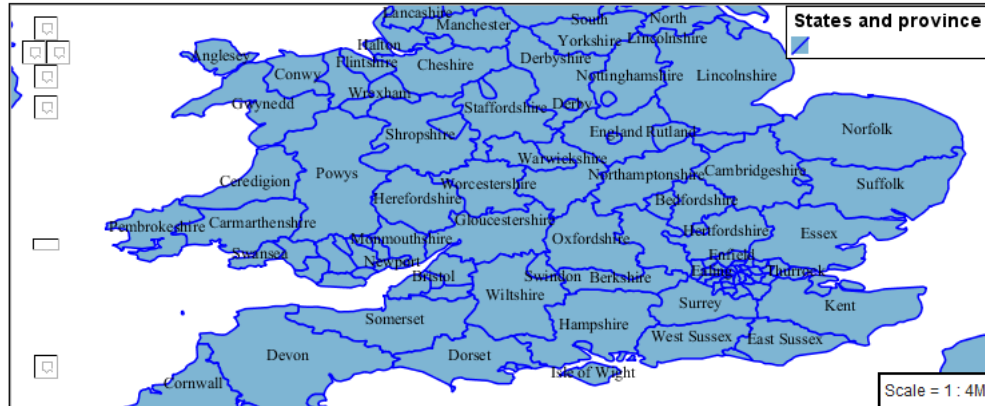 Lancashire
Manchester
South
North
States and province
Halton
Yorkshire
Lincolnshire
Anglesey
Flintshire
Cheshire
Derbyshire
Conwy
Nottinghamshire
Lincolnshire
Wrexham
Gwynedd
Staffordshire
Derby
Shropshire
England
Rutland
Norfolk
Warwickshire
Powys
Northamptonshire
Cambridgeshire
Ceredigion
Worcestershire
Suffolk
Herefordshire
Bedfordshire
Pembrokeshire
Carmarthenshire
Gloucestershire
Hertfordshire
Essex
Monmouthshire
Oxfordshire
Swansea
Enfield
Newport
Bristol
Swindon
Berkshire
Ealing
Thurrock
Wiltshire
Surrey
Kent
Somerset
Hampshire
West Sussex
East Sussex
Devon
Dorset
Isle of Wight
Cornwall
Scale = 1 : 4M